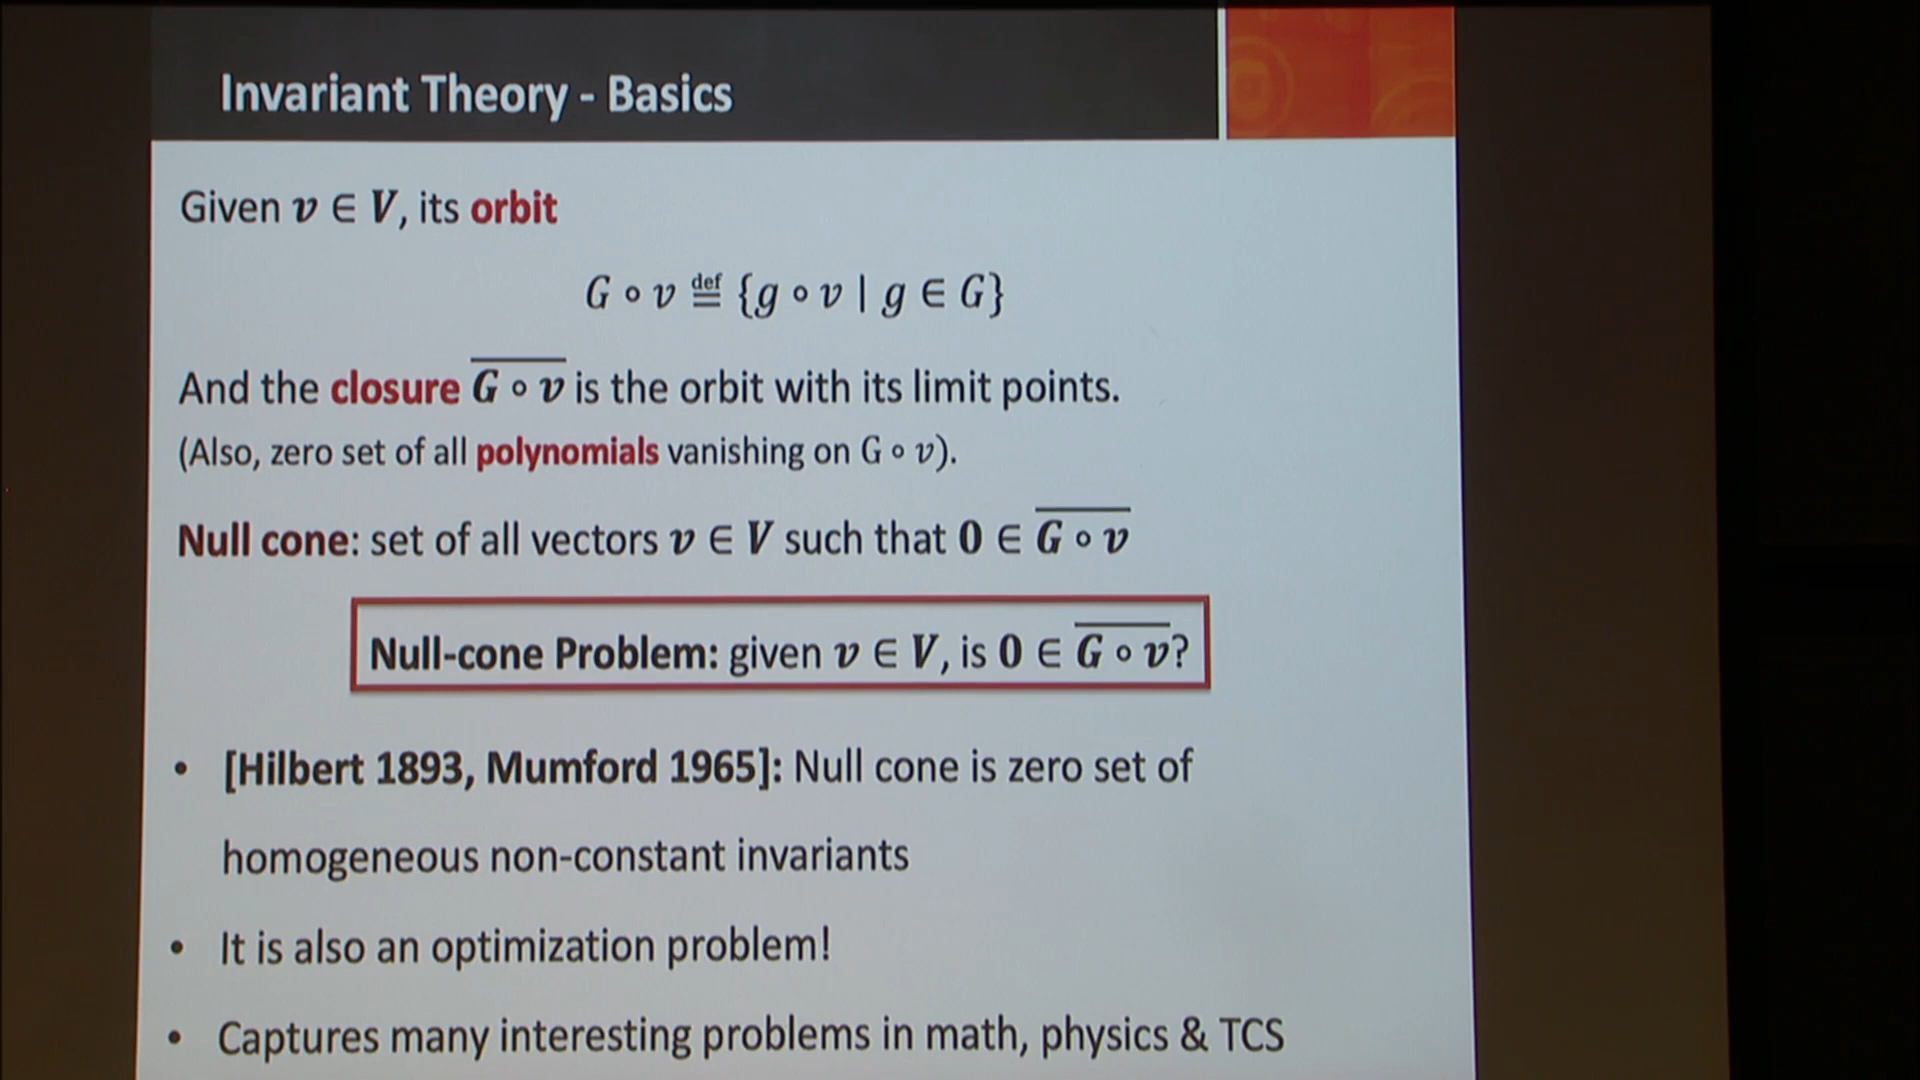 Invariant Theory - Basics
Given v ∈ V, its orbit
G ∘ v ≝ {g ∘ v | g ∈ G}
And the closure \overline{G ∘ v} is the orbit with its limit points.
(Also, zero set of all polynomials vanishing on G ∘ v).
Null cone: set of all vectors v ∈ V such that 0 ∈ \overline{G ∘ v}
Null-cone Problem: given v ∈ V, is 0 ∈ \overline{G ∘ v}?
• [Hilbert 1893, Mumford 1965]: Null cone is zero set of
homogeneous non-constant invariants
• It is also an optimization problem!
• Captures many interesting problems in math, physics & TCS